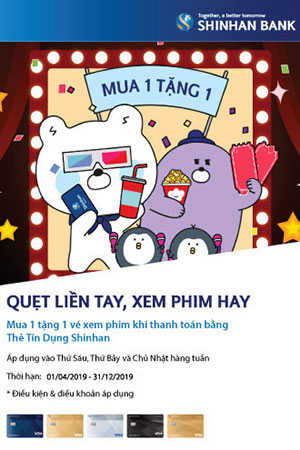 Together, a better tomorrow
SHINHAN BANK
MUA 1 TẶNG 1
QUẸT LIỀN TAY, XEM PHIM HAY
Mua 1 tặng 1 vé xem phim khi thanh toán bằng
Thẻ Tín Dụng Shinhan
Áp dụng vào Thứ Sáu, Thứ Bảy và Chủ Nhật hàng tuần
Thời hạn: 01/04/2019 - 31/12/2019
* Điều kiện & điều khoản áp dụng